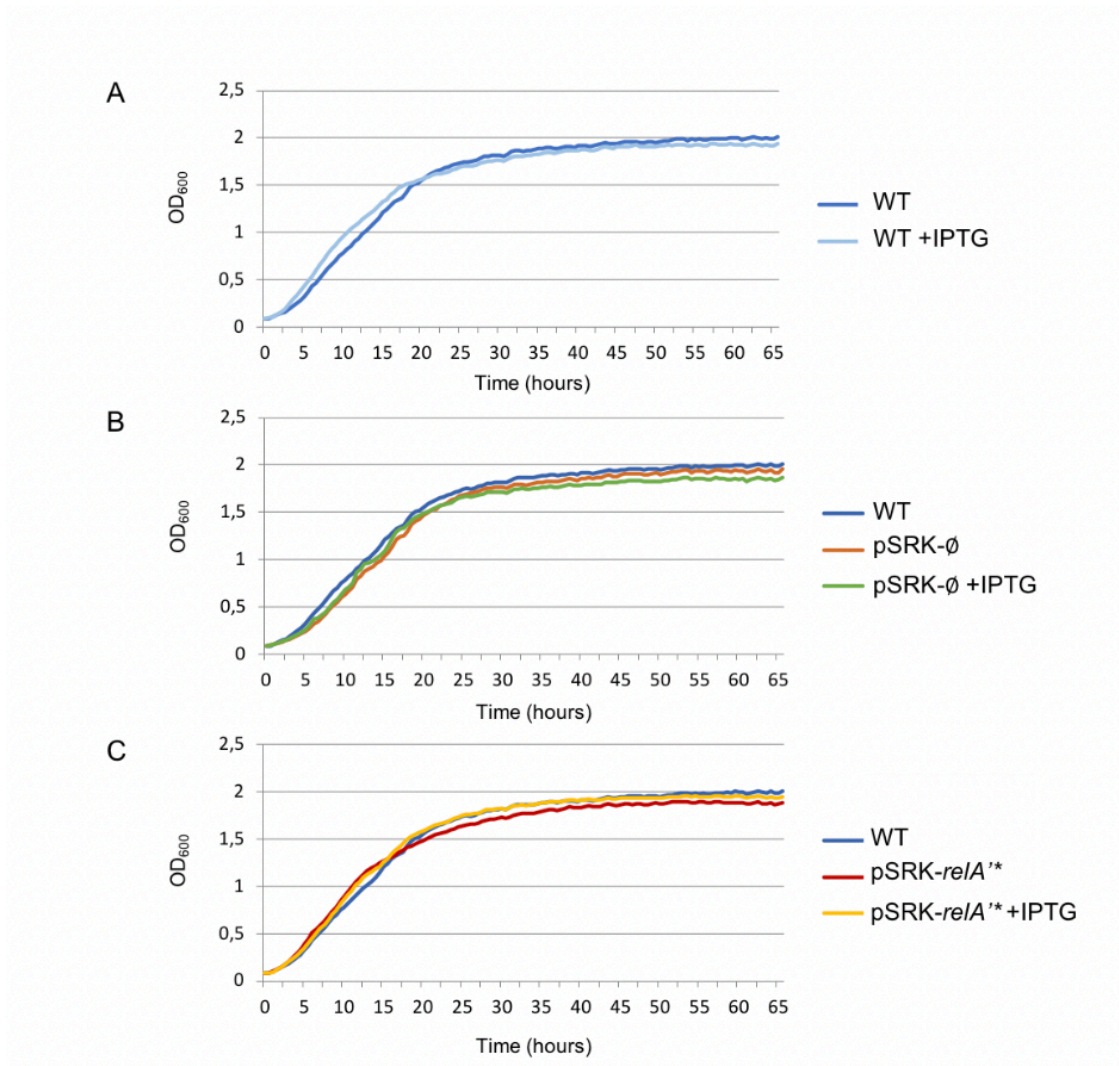 A
2,5
2
1,5
1
0,5
0
OD600
0 5 10 15 20 25 30 35 40 45 50 55 60 65
Time (hours)
WT
WT +IPTG
B
2,5
2
1,5
1
0,5
0
OD600
0 5 10 15 20 25 30 35 40 45 50 55 60 65
Time (hours)
WT
pSRK-ø
pSRK-ø +IPTG
C
2,5
2
1,5
1
0,5
0
OD600
0 5 10 15 20 25 30 35 40 45 50 55 60 65
Time (hours)
WT
pSRK-relA'*
pSRK-relA'* +IPTG